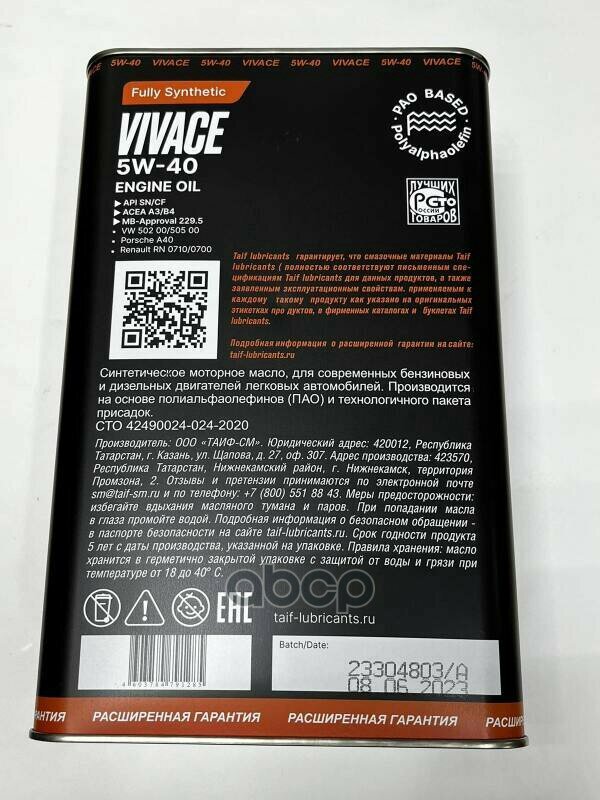 5W-40 VIVACE 5W-40 VIVACE 5W-40 VIVACE 5W-40 VIVACE
Fully Synthetic
VIVACE
5W-40
ENGINE OIL
PAO BASED
Polyalphaolefin
▶ API SN/CF
▶ ACEA A3/B4
▶ MB-Approval 229.5
• VW 502 00/505 00
• Porsche A40
• Renault RN 0710/0700
ЛУЧШИХ
РСТО
РОССИИ
ТОВАРОВ
Taif lubricants гарантирует, что смазочные материалы Taif
lubricants ( полностью соответствуют письменным спе-
цификациям Taif Lubricants для данных продуктов, а также
заявленным эксплуатационным свойствам. применяемым к
каждому такому продукту как указано на оригинальных
этикетках про дуктов, в фирменных каталогах и буклетах Taif
lubricants.
Подробная информация о расширенной гарантии на сайте:
taif-lubricants.ru
Синтетическое моторное масло, для современных бензиновых
и дизельных двигателей легковых автомобилей. Производится
на основе полиальфаолефинов (ПАО) и технологичного пакета
присадок.
СТО 42490024-024-2020
Производитель: ООО «ТАИФ-СМ». Юридический адрес: 420012, Республика
Татарстан, г. Казань, ул. Щапова, д. 27, оф. 307. Адрес производства: 423570,
Республика Татарстан, Нижнекамский район, г. Нижнекамск, территория
Промзона, 2. Отзывы и претензии принимаются по электронной почте
sm@taif-sm.ru и по телефону: +7 (800) 551 88 43. Меры предосторожности:
избегайте вдыхания масляного тумана и паров. При попадании масла
в глаза промойте водой. Подробная информация о безопасном обращении -
в паспорте безопасности на сайте taif-lubricants.ru. Срок годности продукта
5 лет с даты производства, указанной на упаковке. Правила хранения: масло
хранится в герметично закрытой упаковке с защитой от воды и грязи при
температуре от 18 до 40° С.
abcp
EAC
taif-lubricants.ru
Batch/Date:
23304803/A
08.06.2023
4603784791285
АНТИЯ РАСШИРЕННАЯ ГАРАНТИЯ РАСШИРЕННАЯ ГАРАНТИЯ РА